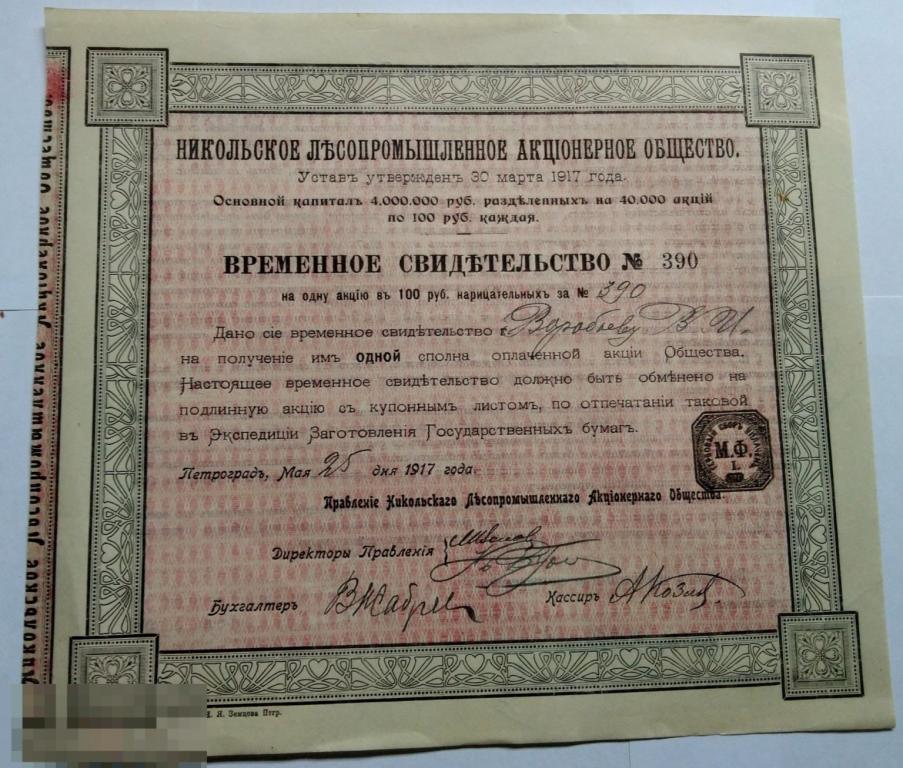 НИКОЛЬСКОЕ ЛѢСОПРОМЫШЛЕННОЕ АКЦІОНЕРНОЕ ОБЩЕСТВО.
Уставъ утвержденъ 30 марта 1917 года.
Основной капиталъ 4.000.000 руб. раздѣленныхъ на 40.000 акцій
по 100 руб. каждая.
ВРЕМЕННОЕ СВИДѢТЕЛЬСТВО № 390
на одну акцію въ 100 руб. нарицательныхъ за № 390
Дано сіе временное свидѣтельство г. Воробьеву В. И.
на полученіе имъ одной сполна оплаченной акціи Общества.
Настоящее временное свидѣтельство должно быть обмѣнено на
подлинную акцію съ купоннымъ листомъ, по отпечатаніи таковой
въ Экспедиціи Заготовленія Государственныхъ бумагъ.
Петроградъ, Мая 25 дня 1917 года.
М.Ф.
Правленіе Никольскаго Лѣсопромышленнаго Акціонернаго Общества.
Директоры Правленія
Бухгалтеръ
Кассиръ А Козл
Я. Земцова Птгр.
Никольское Лѣсопромышленное Акціонерное Общество.